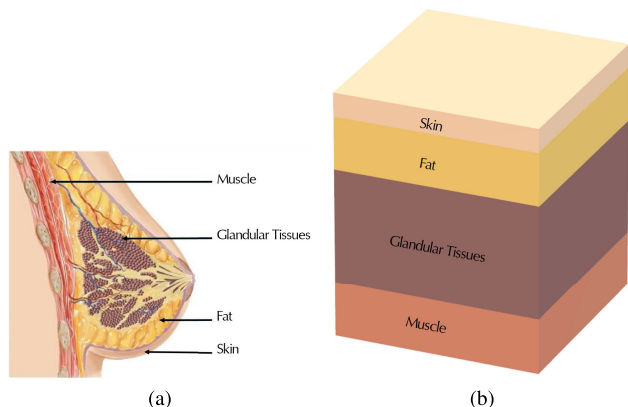 Muscle
Glandular Tissues
Fat
Skin
(a)
Skin
Fat
Glandular Tissues
Muscle
(b)